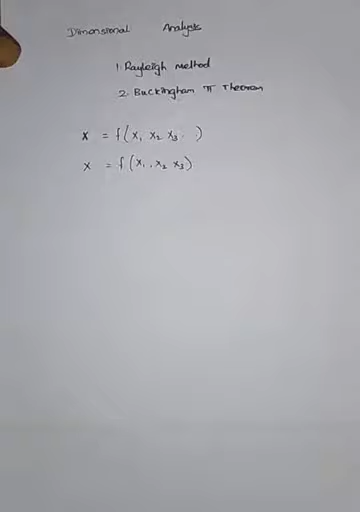 Dimensional Analysis
1. Rayleigh method
2. Buckingham π Theorem
x = f(x₁ x₂ x₃ . )
x = f(x₁, x₂ x₃)